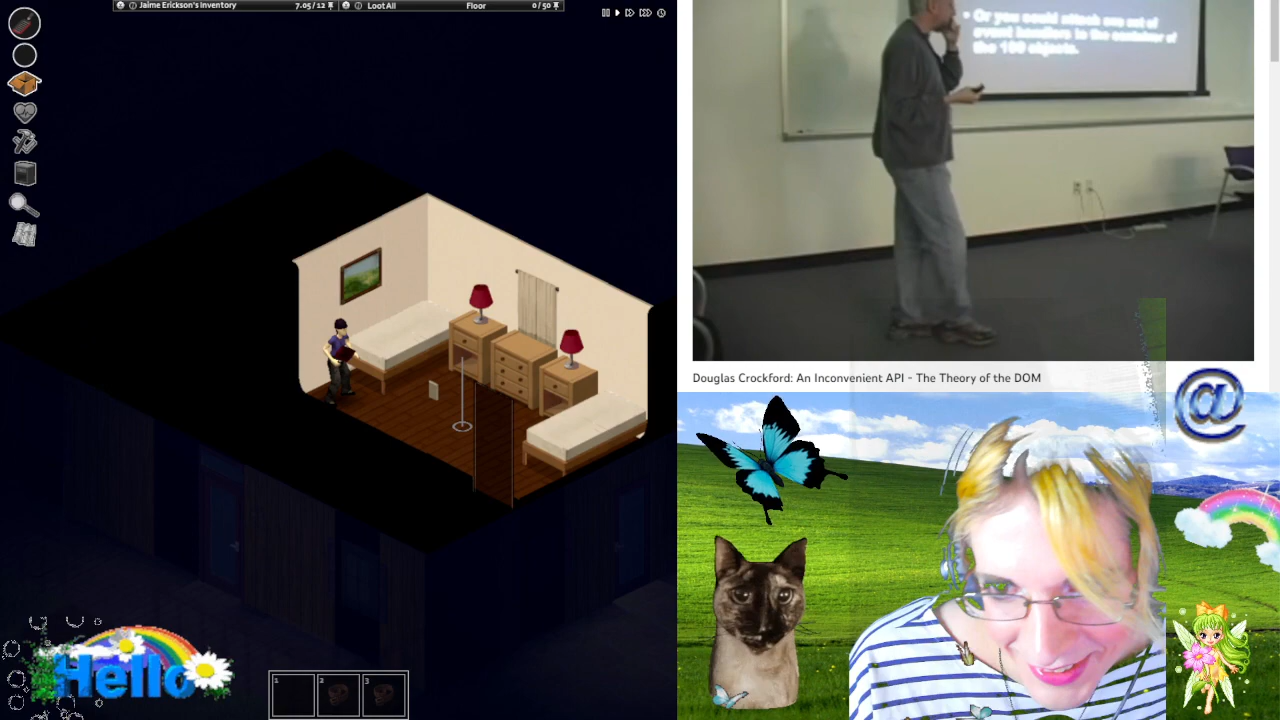 Jaime Erickson's Inventory
7.05 / 12
Loot All
Floor
0 / 50
• Or you could attach one set of
event handlers to the container of
the 100 objects.
Douglas Crockford: An Inconvenient API - The Theory of the DOM
@
Hello
1
2
3